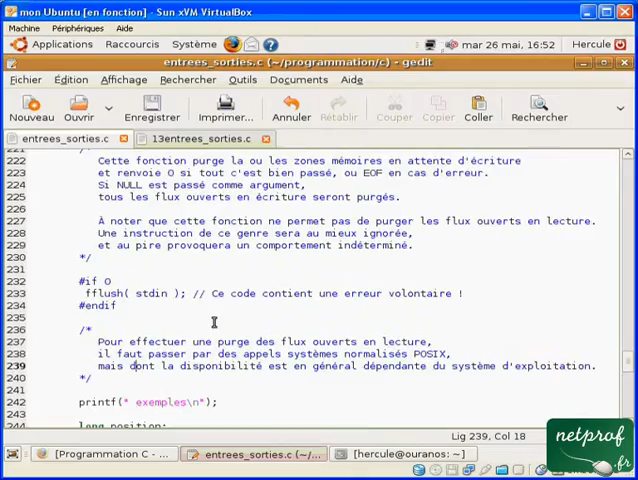 mon Ubuntu [en fonction] - Sun xVM VirtualBox
Machine Périphériques Aide
Applications Raccourcis Système mar 26 mai, 16:52 Hercule
entrees_sorties.c (~/programmation/c) - gedit
Fichier Édition Affichage Rechercher Outils Documents Aide
Nouveau Ouvrir Enregistrer Imprimer... Annuler Rétablir Couper Copier Coller Rechercher
entrees_sorties.c 13entrees_sorties.c
221 /*
222 Cette fonction purge la ou les zones mémoires en attente d'écriture
223 et renvoie 0 si tout c'est bien passé, ou EOF en cas d'erreur.
224 Si NULL est passé comme argument,
225 tous les flux ouverts en écriture seront purgés.
226
227 À noter que cette fonction ne permet pas de purger les flux ouverts en lecture.
228 Une instruction de ce genre sera au mieux ignorée,
229 et au pire provoquera un comportement indéterminé.
230 */
231
232 #if 0
233 fflush( stdin ); // Ce code contient une erreur volontaire !
234 #endif
235
236 /*
237 Pour effectuer une purge des flux ouverts en lecture,
238 il faut passer par des appels systèmes normalisés POSIX,
239 mais dont la disponibilité est en général dépendante du système d'exploitation.
240 */
241
242 printf(" exemples\n");
243
244 long position;
Lig 239, Col 18
[Programmation C - ... entrees_sorties.c (~/... [hercule@ouranos: ~]
netprof
.fr